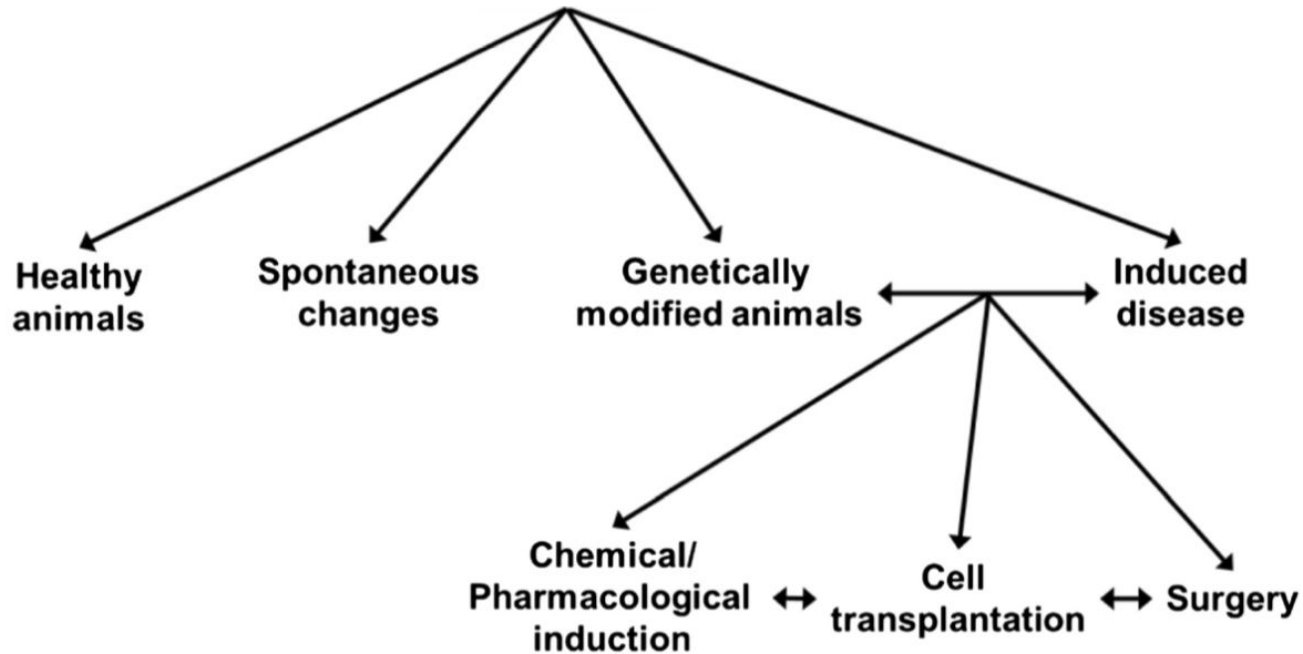 Healthy
animals
Spontaneous
changes
Genetically
modified animals
Induced
disease
Chemical/
Pharmacological
induction
Cell
transplantation
Surgery